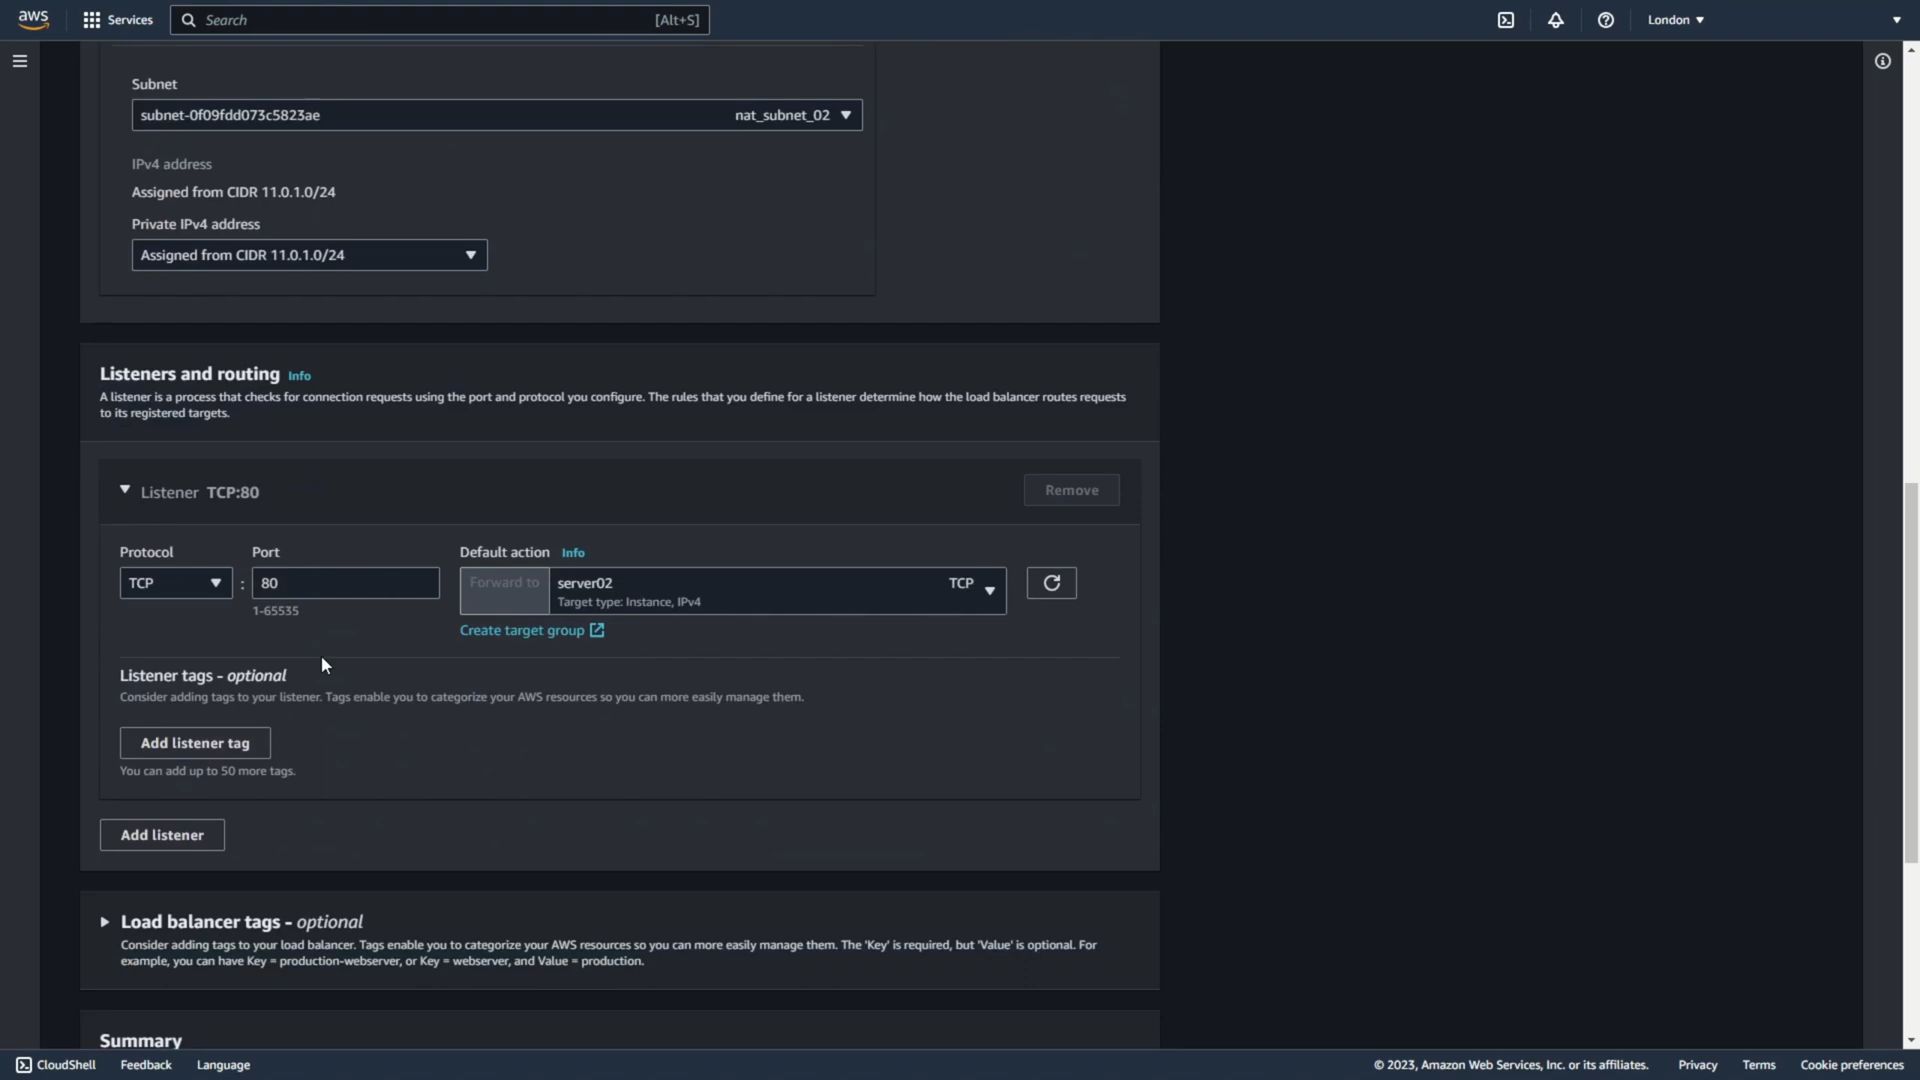 aws
Services
Search
[Alt+S]
London
Subnet
subnet-0f09fdd073c5823ae
nat_subnet_02
IPv4 address
Assigned from CIDR 11.0.1.0/24
Private IPv4 address
Assigned from CIDR 11.0.1.0/24
Listeners and routing Info
A listener is a process that checks for connection requests using the port and protocol you configure. The rules that you define for a listener determine how the load balancer routes requests
to its registered targets.
Listener TCP:80
Remove
Protocol
Port
Default action Info
TCP
:
80
Forward to
server02
TCP
Target type: Instance, IPv4
1-65535
Create target group
Listener tags - optional
Consider adding tags to your listener. Tags enable you to categorize your AWS resources so you can more easily manage them.
Add listener tag
You can add up to 50 more tags.
Add listener
Load balancer tags - optional
Consider adding tags to your load balancer. Tags enable you to categorize your AWS resources so you can more easily manage them. The 'Key' is required, but 'Value' is optional. For
example, you can have Key = production-webserver, or Key = webserver, and Value = production.
Summary
CloudShell
Feedback
Language
© 2023, Amazon Web Services, Inc. or its affiliates.
Privacy
Terms
Cookie preferences